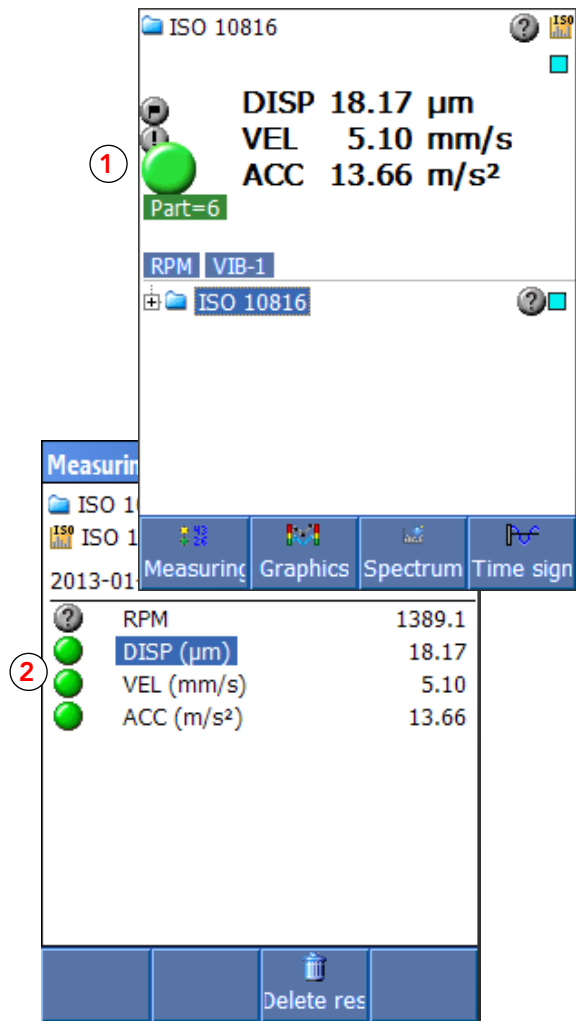 ISO 10816
ISO
DISP 18.17 µm
VEL 5.10 mm/s
ACC 13.66 m/s²
1
Part=6
RPM VIB-1
ISO 10816
Measuring Graphics Spectrum Time sign
Measurin
ISO 1
ISO ISO 1
2013-01-
RPM 1389.1
DISP (µm) 18.17
2
VEL (mm/s) 5.10
ACC (m/s²) 13.66
Delete res